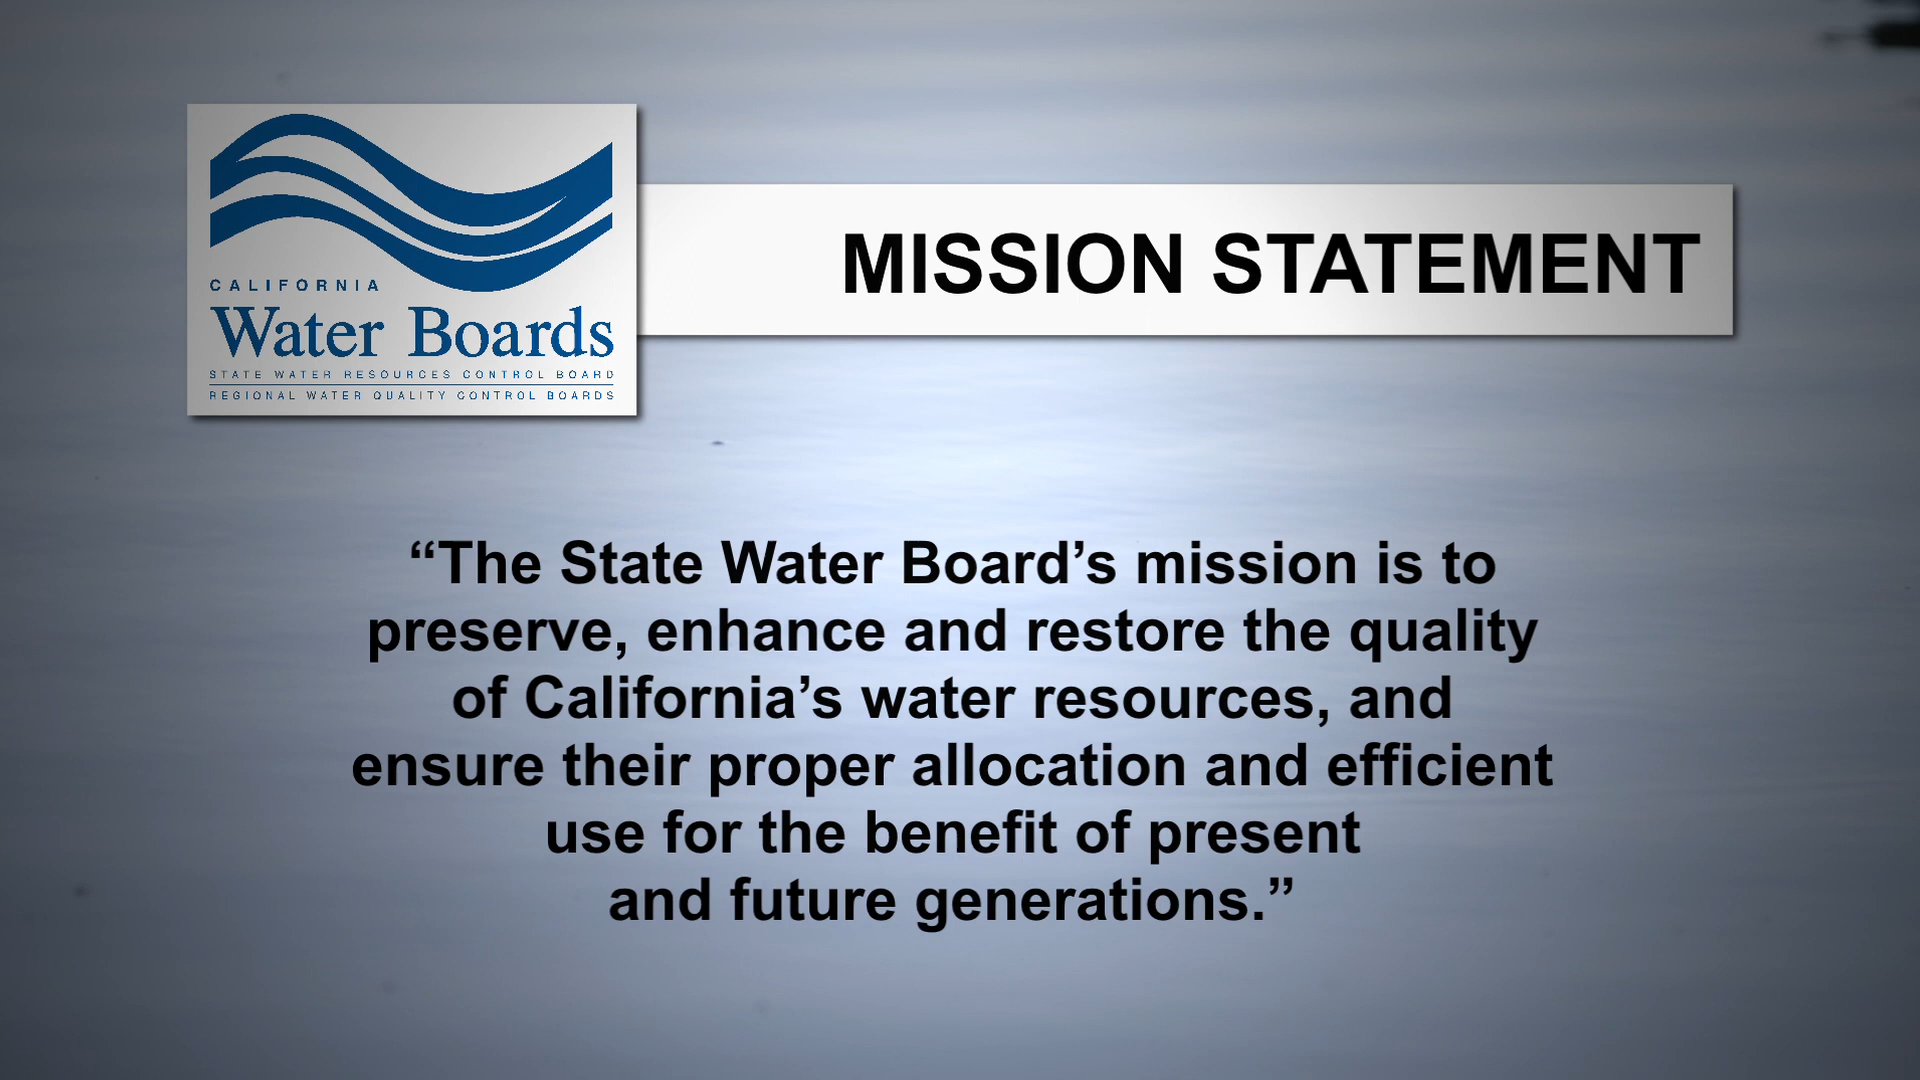 CALIFORNIA
Water Boards
STATE WATER RESOURCES CONTROL BOARD
REGIONAL WATER QUALITY CONTROL BOARDS
MISSION STATEMENT
“The State Water Board’s mission is to
preserve, enhance and restore the quality
of California’s water resources, and
ensure their proper allocation and efficient
use for the benefit of present
and future generations.”